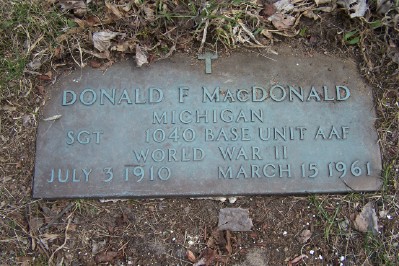 DONALD F MACDONALD
MICHIGAN
SGT 1040 BASE UNIT AAF
WORLD WAR II
JULY 3 1910 MARCH 15 1961